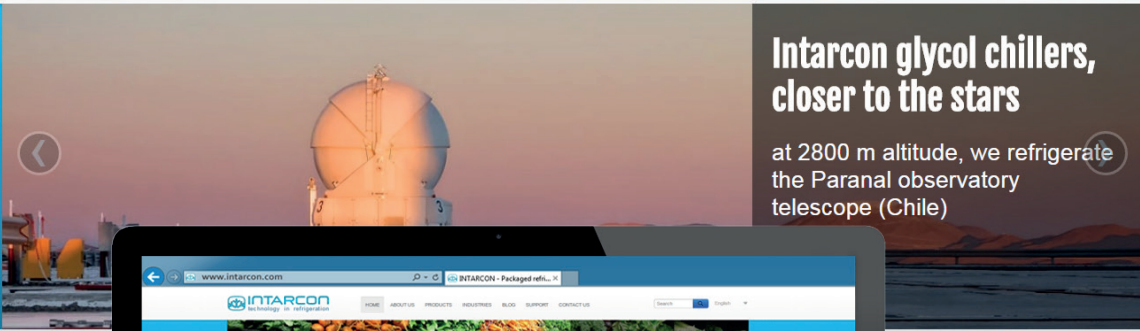 Intarcon glycol chillers,
closer to the stars
at 2800 m altitude, we refrigerate
the Paranal observatory
telescope (Chile)
3
3
www.intarcon.com
INTARCON - Packaged refri...
INTARCON
technology in refrigeration
HOME ABOUT US PRODUCTS INDUSTRIES BLOG SUPPORT CONTACT US
Search
English